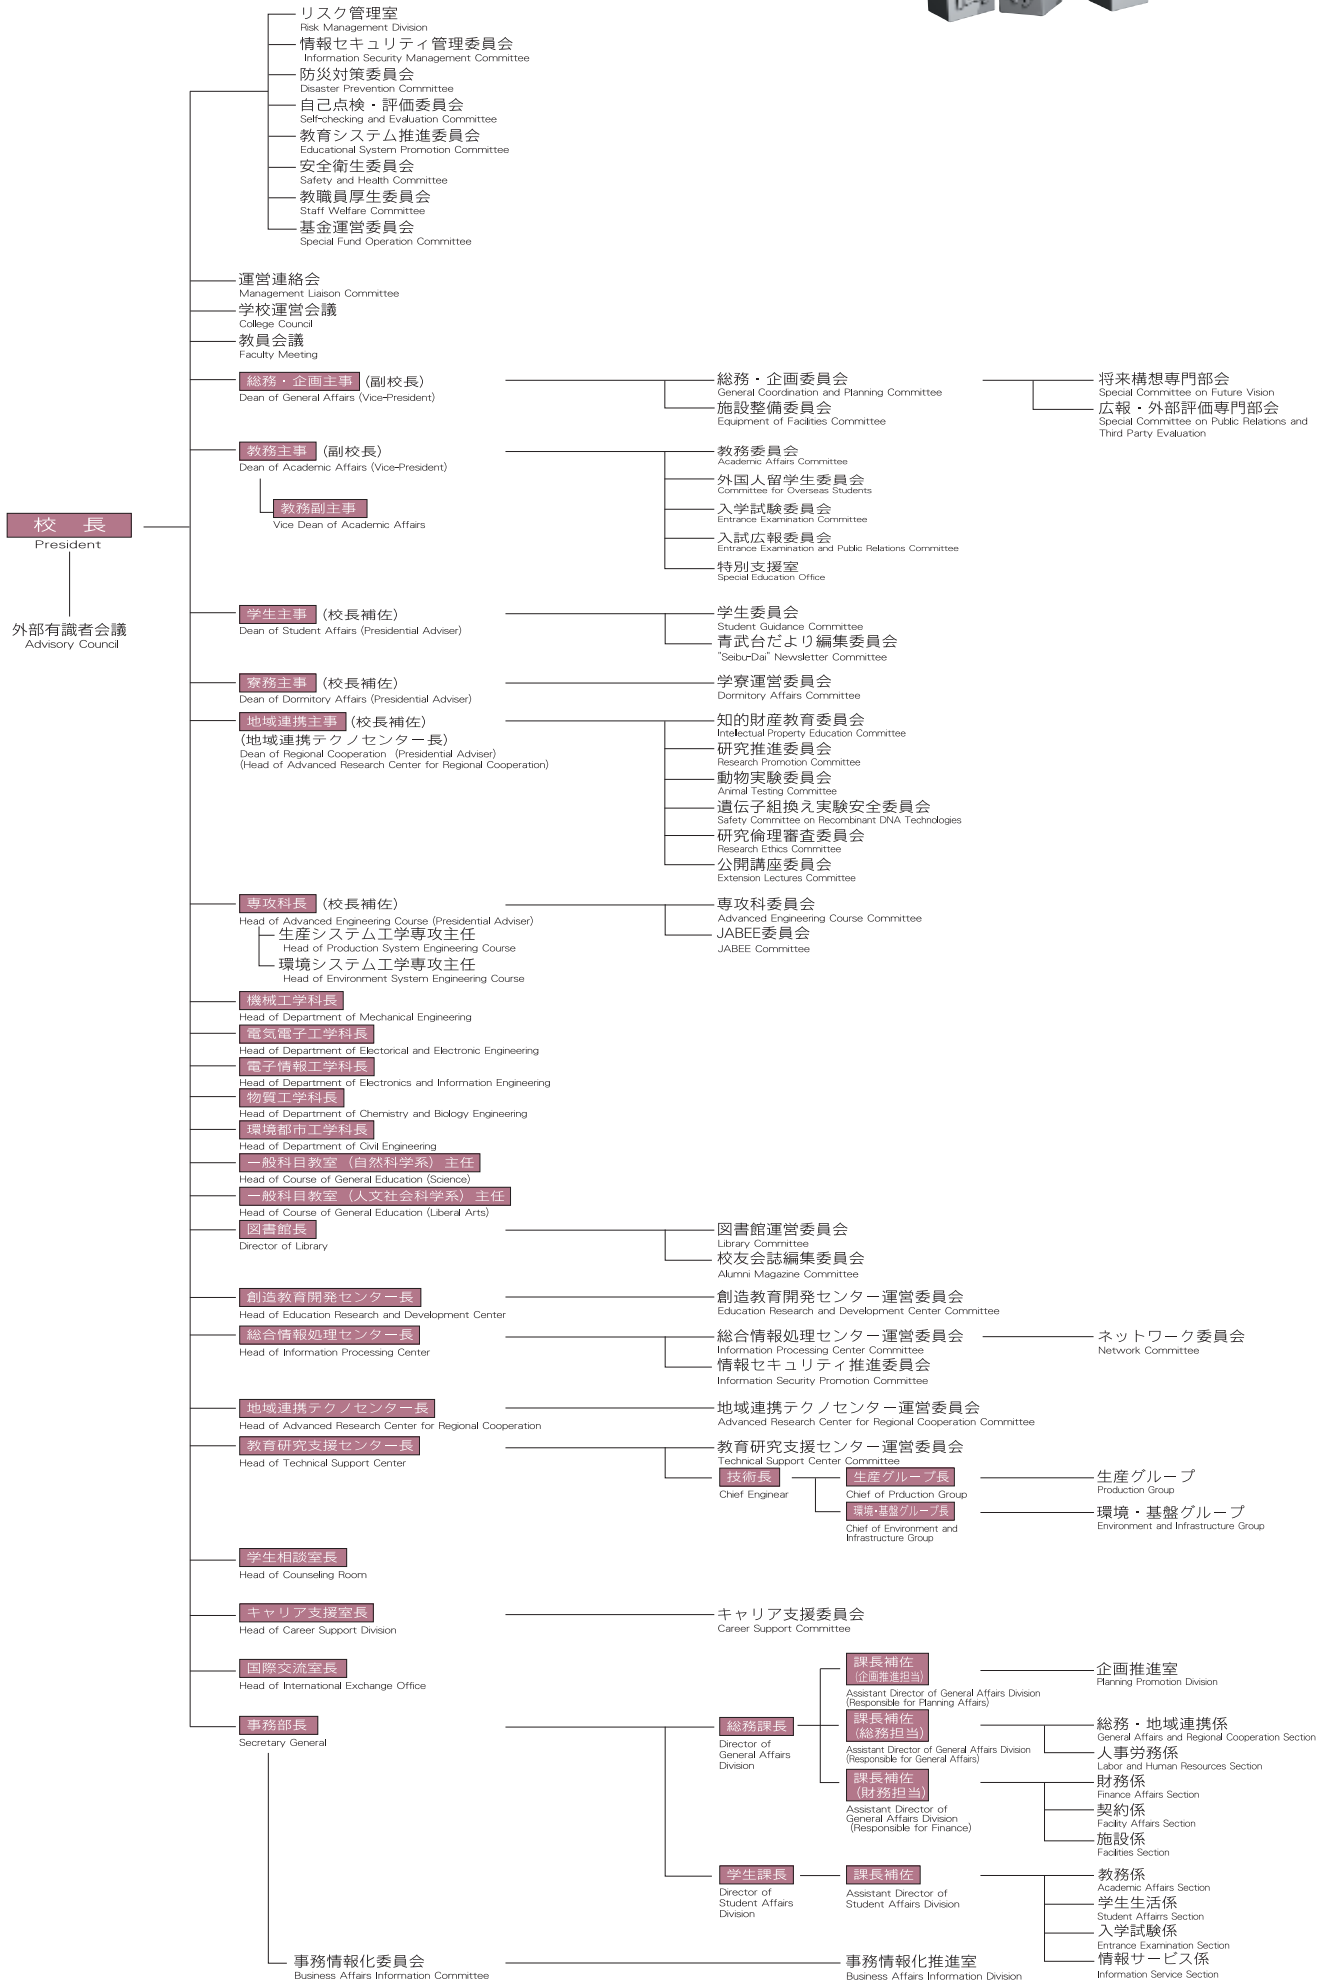 リスク管理室
Risk Management Division
情報セキュリティ管理委員会
Information Security Management Committee
防災対策委員会
Disaster Prevention Committee
自己点検・評価委員会
Self-checking and Evaluation Committee
教育システム推進委員会
Educational System Promotion Committee
安全衛生委員会
Safety and Health Committee
教職員厚生委員会
Staff Welfare Committee
基金運営委員会
Special Fund Operation Committee
運営連絡会
Management Liaison Committee
学校運営会議
College Council
教員会議
Faculty Meeting
総務・企画主事 (副校長)
Dean of General Affairs (Vice-President)
総務・企画委員会
General Coordination and Planning Committee
施設整備委員会
Equipment of Facilities Committee
将来構想専門部会
Special Committee on Future Vision
広報・外部評価専門部会
Special Committee on Public Relations and
Third Party Evaluation
教務主事 (副校長)
Dean of Academic Affairs (Vice-President)
教務副主事
Vice Dean of Academic Affairs
教務委員会
Academic Affairs Committee
外国人留学生委員会
Committee for Overseas Students
入学試験委員会
Entrance Examination Committee
入試広報委員会
Entrance Examination and Public Relations Committee
特別支援室
Special Education Office
校 長
President
外部有識者会議
Advisory Council
学生主事 (校長補佐)
Dean of Student Affairs (Presidential Adviser)
学生委員会
Student Guidance Committee
青武台だより編集委員会
"Seibu-Dai" Newsletter Committee
寮務主事 (校長補佐)
Dean of Dormitory Affairs (Presidential Adviser)
学寮運営委員会
Dormitory Affairs Committee
地域連携主事 (校長補佐)
(地域連携テクノセンター長)
Dean of Regional Cooperation (Presidential Adviser)
(Head of Advanced Research Center for Regional Cooperation)
知的財産教育委員会
Intellectual Property Education Committee
研究推進委員会
Research Promotion Committee
動物実験委員会
Animal Testing Committee
遺伝子組換え実験安全委員会
Safety Committee on Recombinant DNA Technologies
研究倫理審査委員会
Research Ethics Committee
公開講座委員会
Extension Lectures Committee
専攻科長 (校長補佐)
Head of Advanced Engineering Course (Presidential Adviser)
生産システム工学専攻主任
Head of Production System Engineering Course
環境システム工学専攻主任
Head of Environment System Engineering Course
専攻科委員会
Advanced Engineering Course Committee
JABEE委員会
JABEE Committee
機械工学科長
Head of Department of Mechanical Engineering
電気電子工学科長
Head of Department of Electorical and Electronic Engineering
電子情報工学科長
Head of Department of Electronics and Information Engineering
物質工学科長
Head of Department of Chemistry and Biology Engineering
環境都市工学科長
Head of Department of Civil Engineering
一般科目教室（自然科学系）主任
Head of Course of General Education (Science)
一般科目教室（人文社会科学系）主任
Head of Course of General Education (Liberal Arts)
図書館長
Director of Library
図書館運営委員会
Library Committee
校友会誌編集委員会
Alumni Magazine Committee
創造教育開発センター長
Head of Education Research and Development Center
創造教育開発センター運営委員会
Education Research and Development Center Committee
総合情報処理センター長
Head of Information Processing Center
総合情報処理センター運営委員会
Information Processing Center Committee
情報セキュリティ推進委員会
Information Security Promotion Committee
ネットワーク委員会
Network Committee
地域連携テクノセンター長
Head of Advanced Research Center for Regional Cooperation
地域連携テクノセンター運営委員会
Advanced Research Center for Regional Cooperation Committee
教育研究支援センター長
Head of Technical Support Center
教育研究支援センター運営委員会
Technical Support Center Committee
技術長
Chief Enginear
生産グループ長
Chief of Prduction Group
環境・基盤グループ長
Chief of Environment and
Infrastructure Group
生産グループ
Production Group
環境・基盤グループ
Environment and Infrastructure Group
学生相談室長
Head of Counseling Room
キャリア支援室長
Head of Career Support Division
キャリア支援委員会
Career Support Committee
国際交流室長
Head of International Exchange Office
事務部長
Secretary General
総務課長
Director of
General Affairs
Division
課長補佐
(企画推進担当)
Assistant Director of General Affairs Division
(Responsible for Planning Affairs)
企画推進室
Planning Promotion Division
課長補佐
(総務担当)
Assistant Director of General Affairs Division
(Responsible for General Affairs)
総務・地域連携係
General Affairs and Regional Cooperation Section
人事労務係
Labor and Human Resources Section
課長補佐
(財務担当)
Assistant Director of
General Affairs Division
(Responsible for Finance)
財務係
Finance Affairs Section
契約係
Faciity Affairs Section
施設係
Facilities Section
学生課長
Director of
Student Affairs
Division
課長補佐
Assistant Director of
Student Affairs Division
教務係
Academic Affairs Section
学生生活係
Student Affairs Section
入学試験係
Entrance Examination Section
情報サービス係
Information Service Section
事務情報化委員会
Business Affairs Information Committee
事務情報化推進室
Business Affairs Information Division